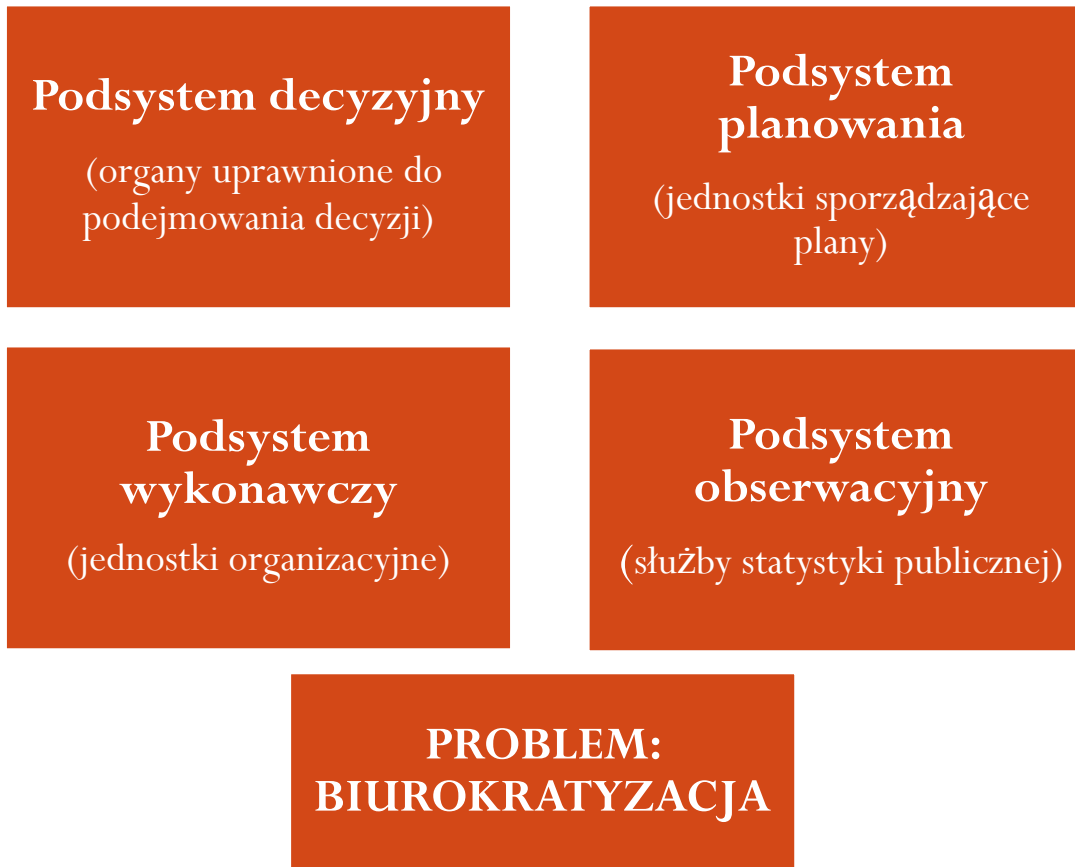 Podsystem decyzyjny
(organy uprawnione do
podejmowania decyzji)
Podsystem
planowania
(jednostki sporządzające
plany)
Podsystem
wykonawczy
(jednostki organizacyjne)
Podsystem
obserwacyjny
(służby statystyki publicznej)
PROBLEM:
BIUROKRATYZACJA